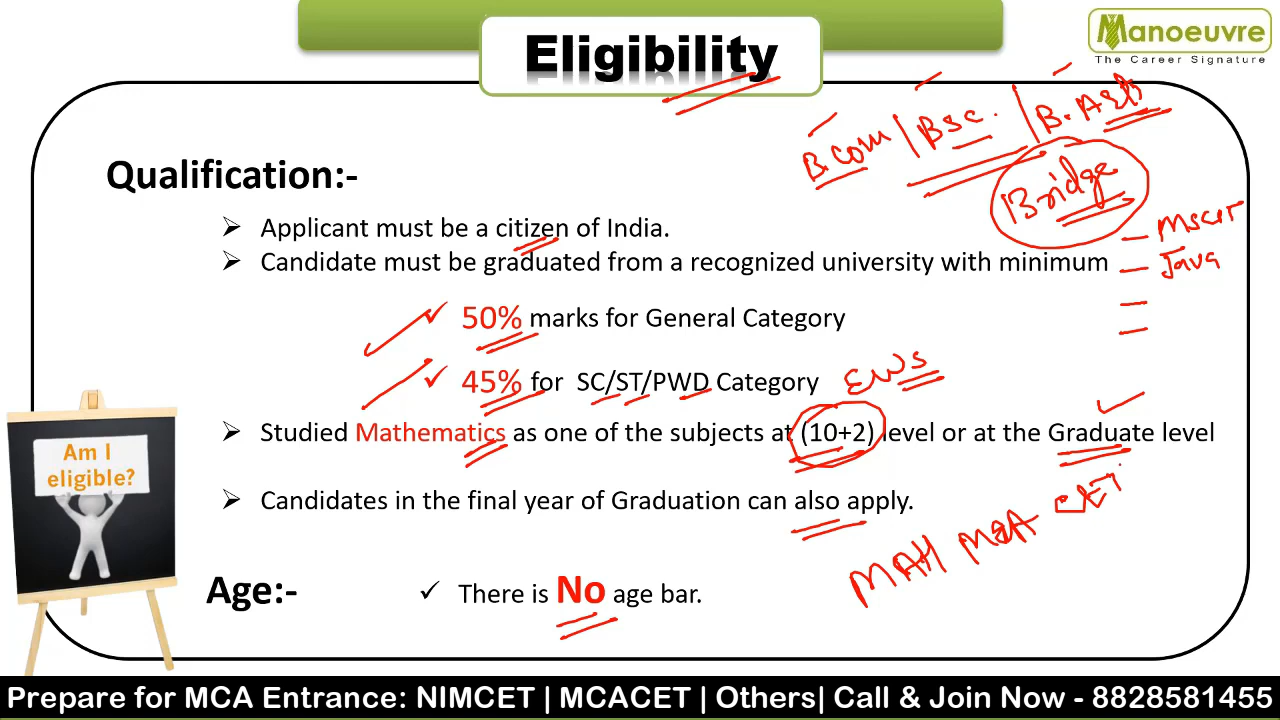 Eligibility
Manoeuvre
The Career Signature
B.com / Bsc. / B.Arts
Bridge
Qualification:-
Applicant must be a citizen of India.
Candidate must be graduated from a recognized university with minimum
Java
50% marks for General Category
45% for SC/ST/PWD Category
EWS
Studied Mathematics as one of the subjects at (10+2) level or at the Graduate level
Am I
eligible?
Candidates in the final year of Graduation can also apply.
MAH MCA CET
Age:-
There is No age bar.
Prepare for MCA Entrance: NIMCET | MCACET | Others| Call & Join Now - 8828581455